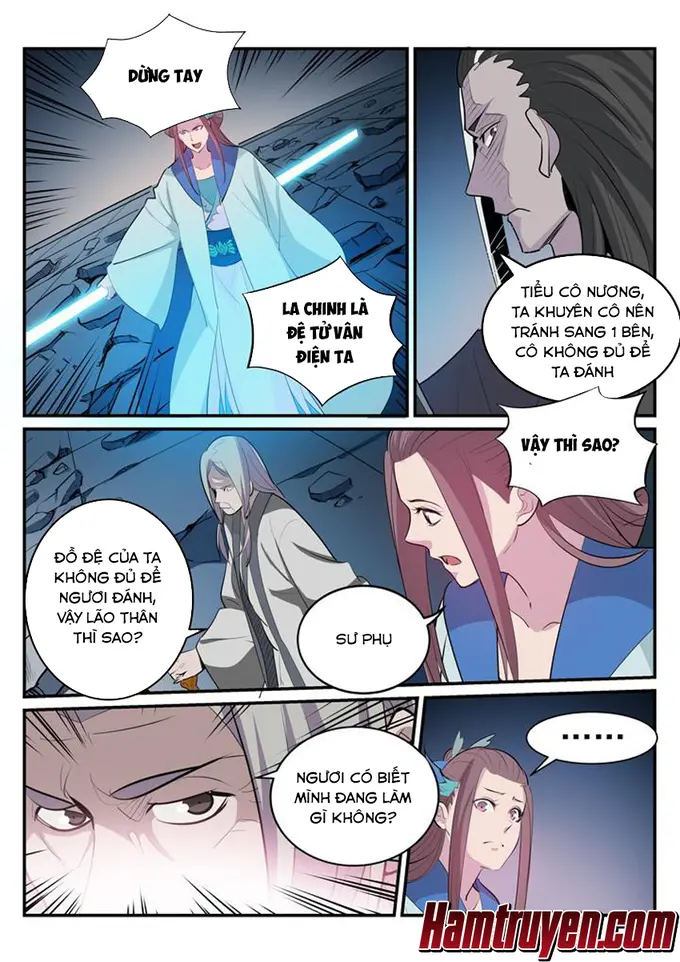 DỪNG TAY
LA CHINH LÀ
ĐỆ TỬ VÂN
ĐIỆN TA
TIỂU CÔ NƯƠNG,
TA KHUYÊN CÔ NÊN
TRÁNH SANG 1 BÊN,
CÓ KHÔNG ĐỦ ĐỂ
TA ĐÁNH
VẬY THÌ SAO?
ĐỒ ĐỆ CỦA TA
KHÔNG ĐỦ ĐỂ
NGƯƠI ĐÁNH,
VẬY LÃO THÂN
THÌ SAO?
SƯ PHỤ
NGƯƠI CÓ BIẾT
MÌNH ĐANG LÀM
GÌ KHÔNG?
......
Hamtruyen.com